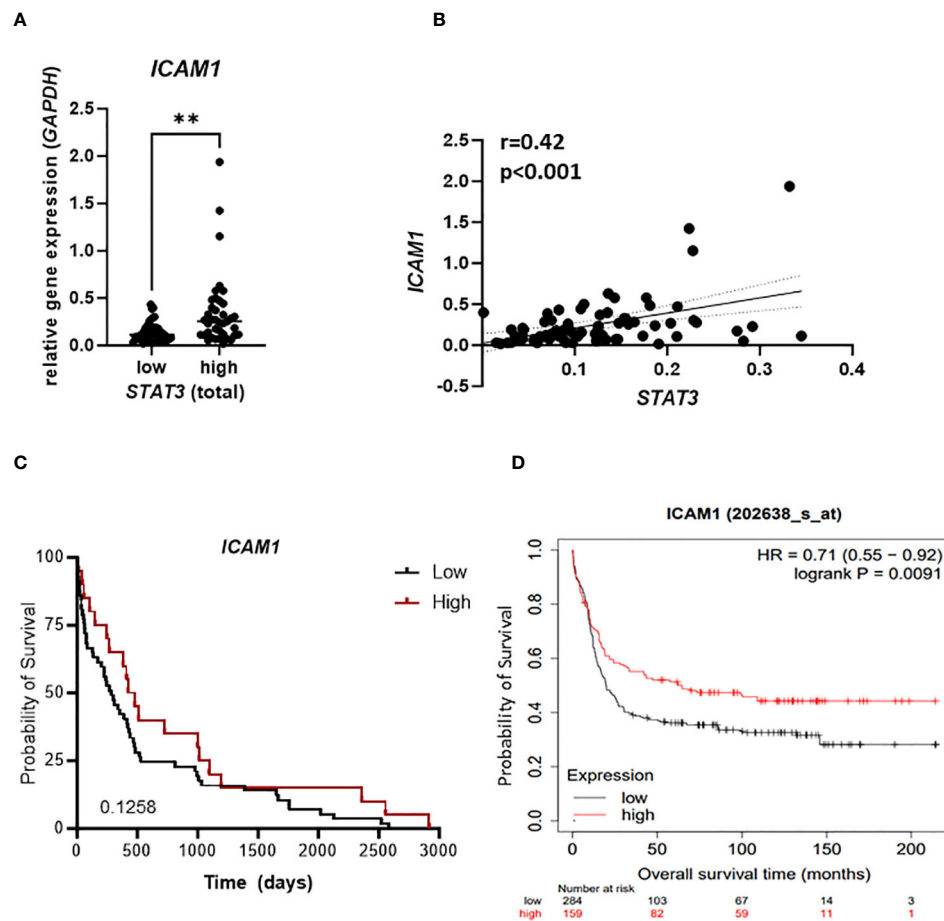 A
ICAM1
relative gene expression (GAPDH)
2.5
2.0
1.5
1.0
0.5
0.0
**
low high
STAT3 (total)
B
r=0.42
p<0.001
ICAM1
2.5
2.0
1.5
1.0
0.5
0.0
-0.5
0.1 0.2 0.3 0.4
STAT3
C
ICAM1
Low
High
Probability of Survival
100
75
50
25
0
0.1258
0 500 1000 1500 2000 2500 3000
Time (days)
D
ICAM1 (202638_s_at)
HR = 0.71 (0.55 − 0.92)
logrank P = 0.0091
Probability of Survival
1.0
0.8
0.6
0.4
0.2
0.0
Expression
low
high
0 50 100 150 200
Overall survival time (months)
Number at risk
low 284 103 67 14 3
high 159 82 59 11 1